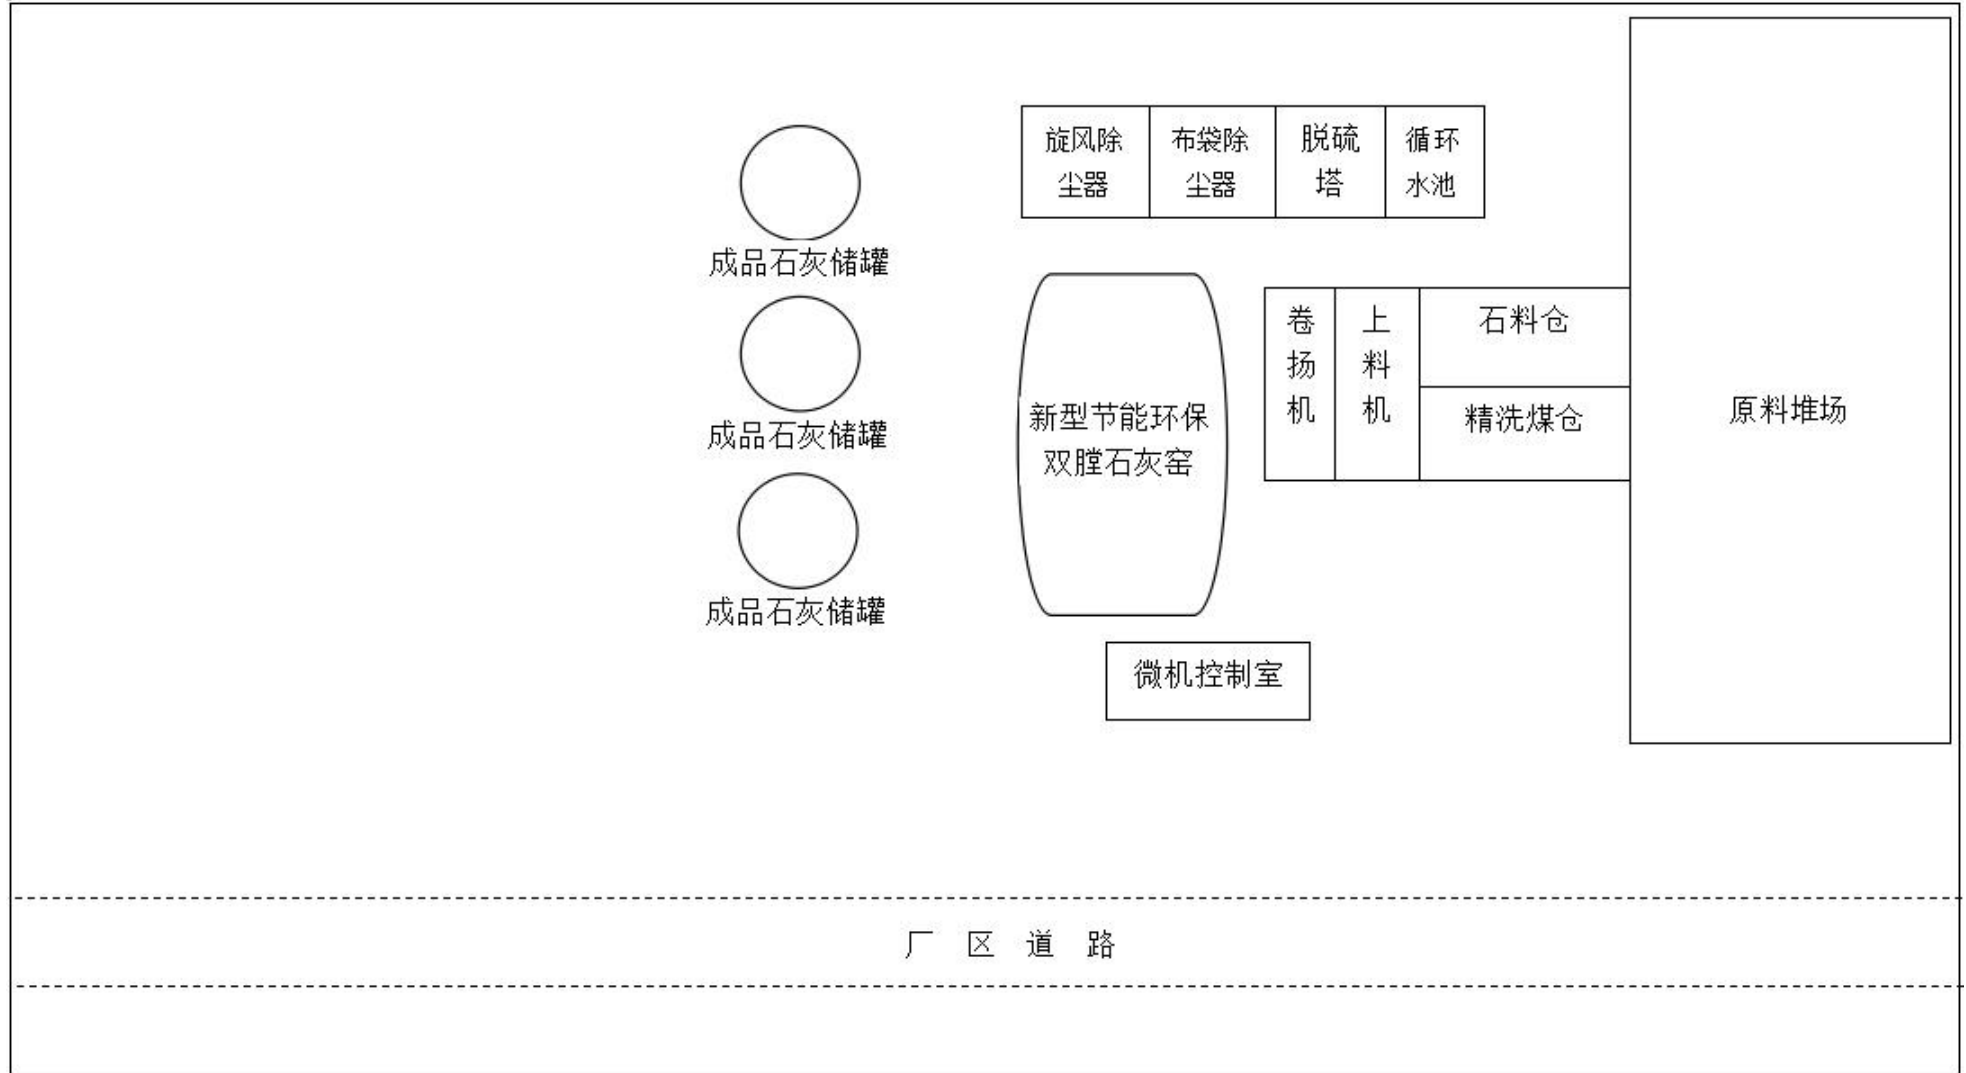 旋风除
尘器
布袋除
尘器
脱硫
塔
循环
水池
成品石灰储罐
成品石灰储罐
成品石灰储罐
新型节能环保
双膛石灰窑
卷
扬
机
上
料
机
石料仓
精洗煤仓
原料堆场
微机控制室
厂 区 道 路